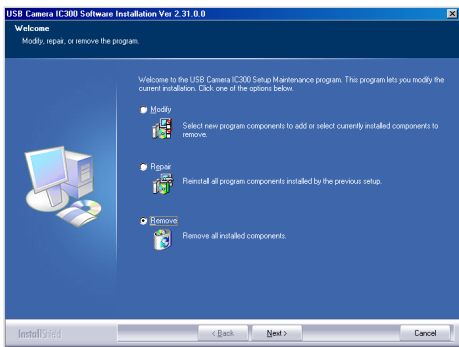 USB Camera IC300 Software Installation Ver 2.31.0.0
Welcome
Modify, repair, or remove the program.
Welcome to the USB Camera IC300 Setup Maintenance program. This program lets you modify the
current installation. Click one of the options below.
Modify
Select new program components to add or select currently installed components to
remove.
Repair
Reinstall all program components installed by the previous setup.
Remove
Remove all installed components.
InstallShield
< Back Next > Cancel